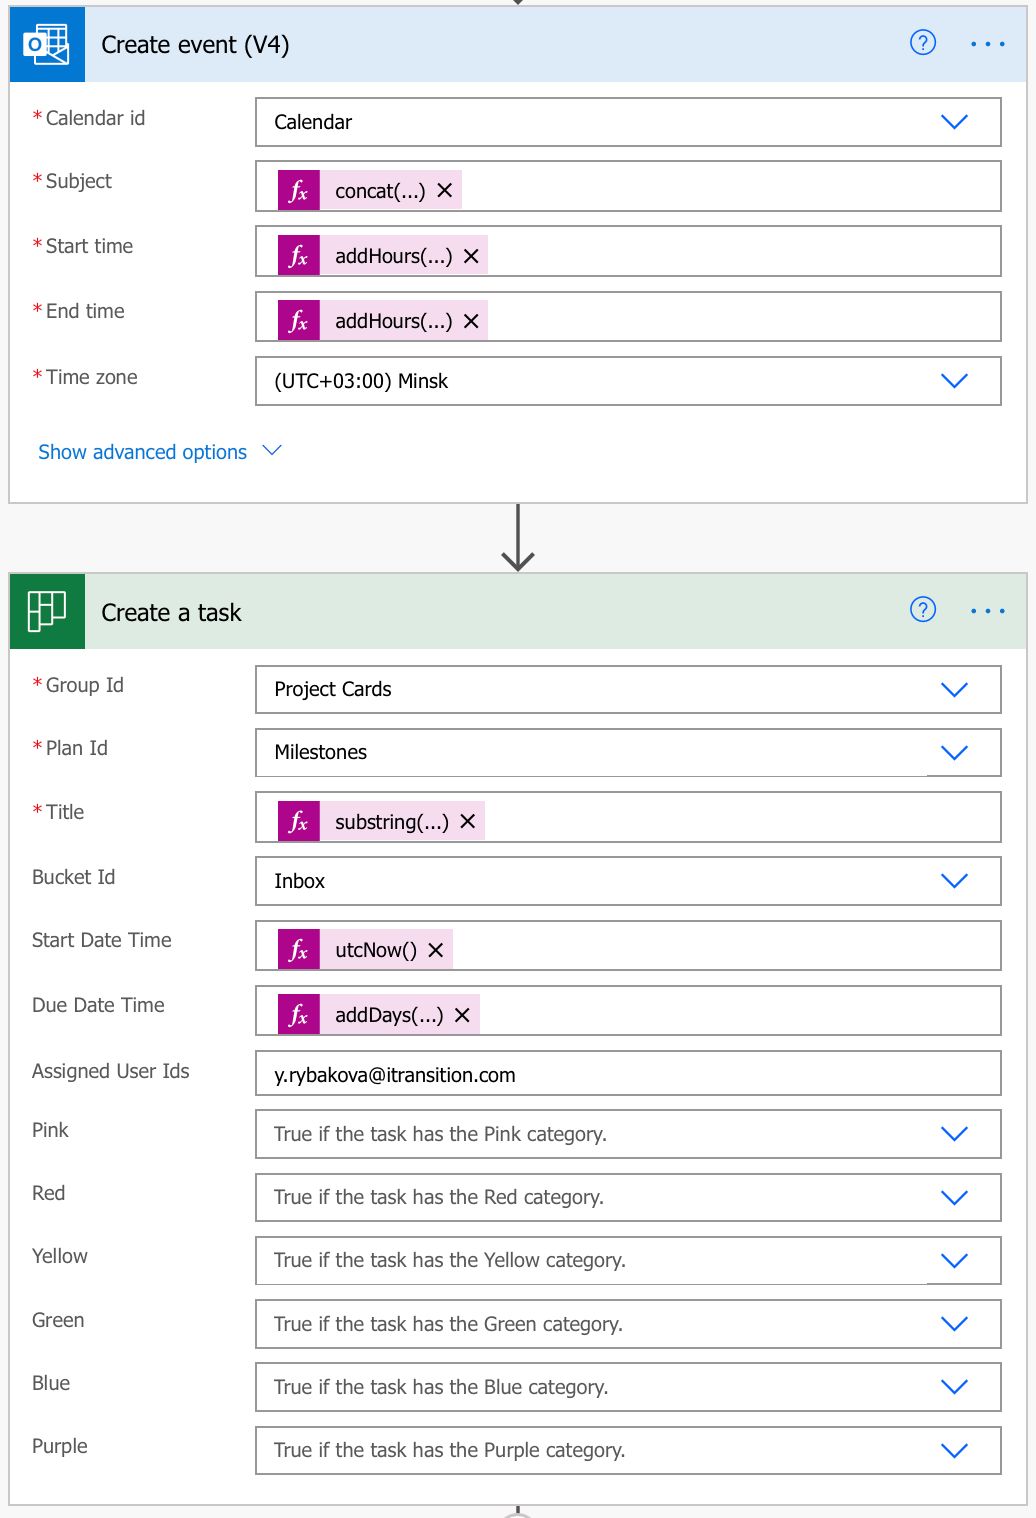 Create event (V4)
* Calendar id
Calendar
* Subject
fx concat(...) ✕
* Start time
fx addHours(...) ✕
* End time
fx addHours(...) ✕
* Time zone
(UTC+03:00) Minsk
Show advanced options
Create a task
* Group Id
Project Cards
* Plan Id
Milestones
* Title
fx substring(...) ✕
Bucket Id
Inbox
Start Date Time
fx utcNow() ✕
Due Date Time
fx addDays(...) ✕
Assigned User Ids
y.rybakova@itransition.com
Pink
True if the task has the Pink category.
Red
True if the task has the Red category.
Yellow
True if the task has the Yellow category.
Green
True if the task has the Green category.
Blue
True if the task has the Blue category.
Purple
True if the task has the Purple category.